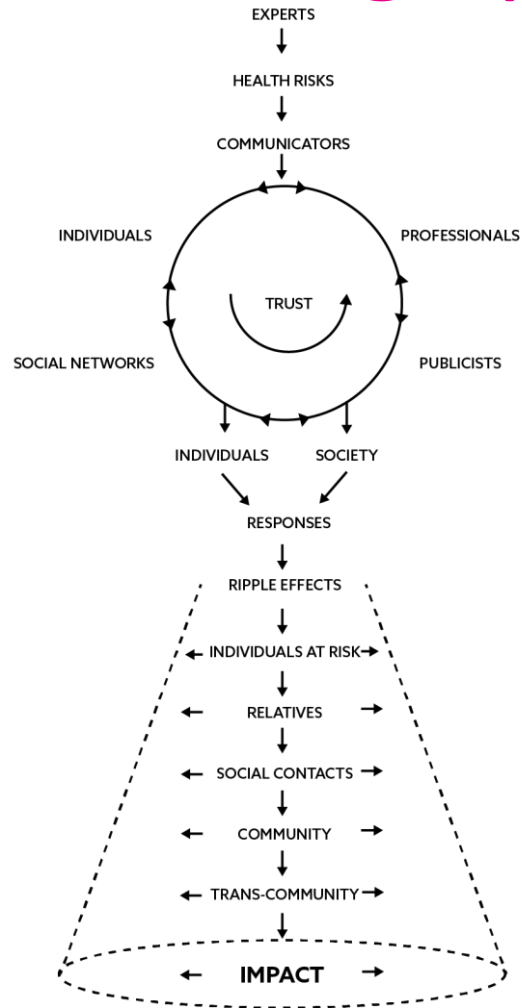 EXPERTS
HEALTH RISKS
COMMUNICATORS
INDIVIDUALS
PROFESSIONALS
TRUST
SOCIAL NETWORKS
PUBLICISTS
INDIVIDUALS
SOCIETY
RESPONSES
RIPPLE EFFECTS
INDIVIDUALS AT RISK
RELATIVES
SOCIAL CONTACTS
COMMUNITY
TRANS-COMMUNITY
IMPACT